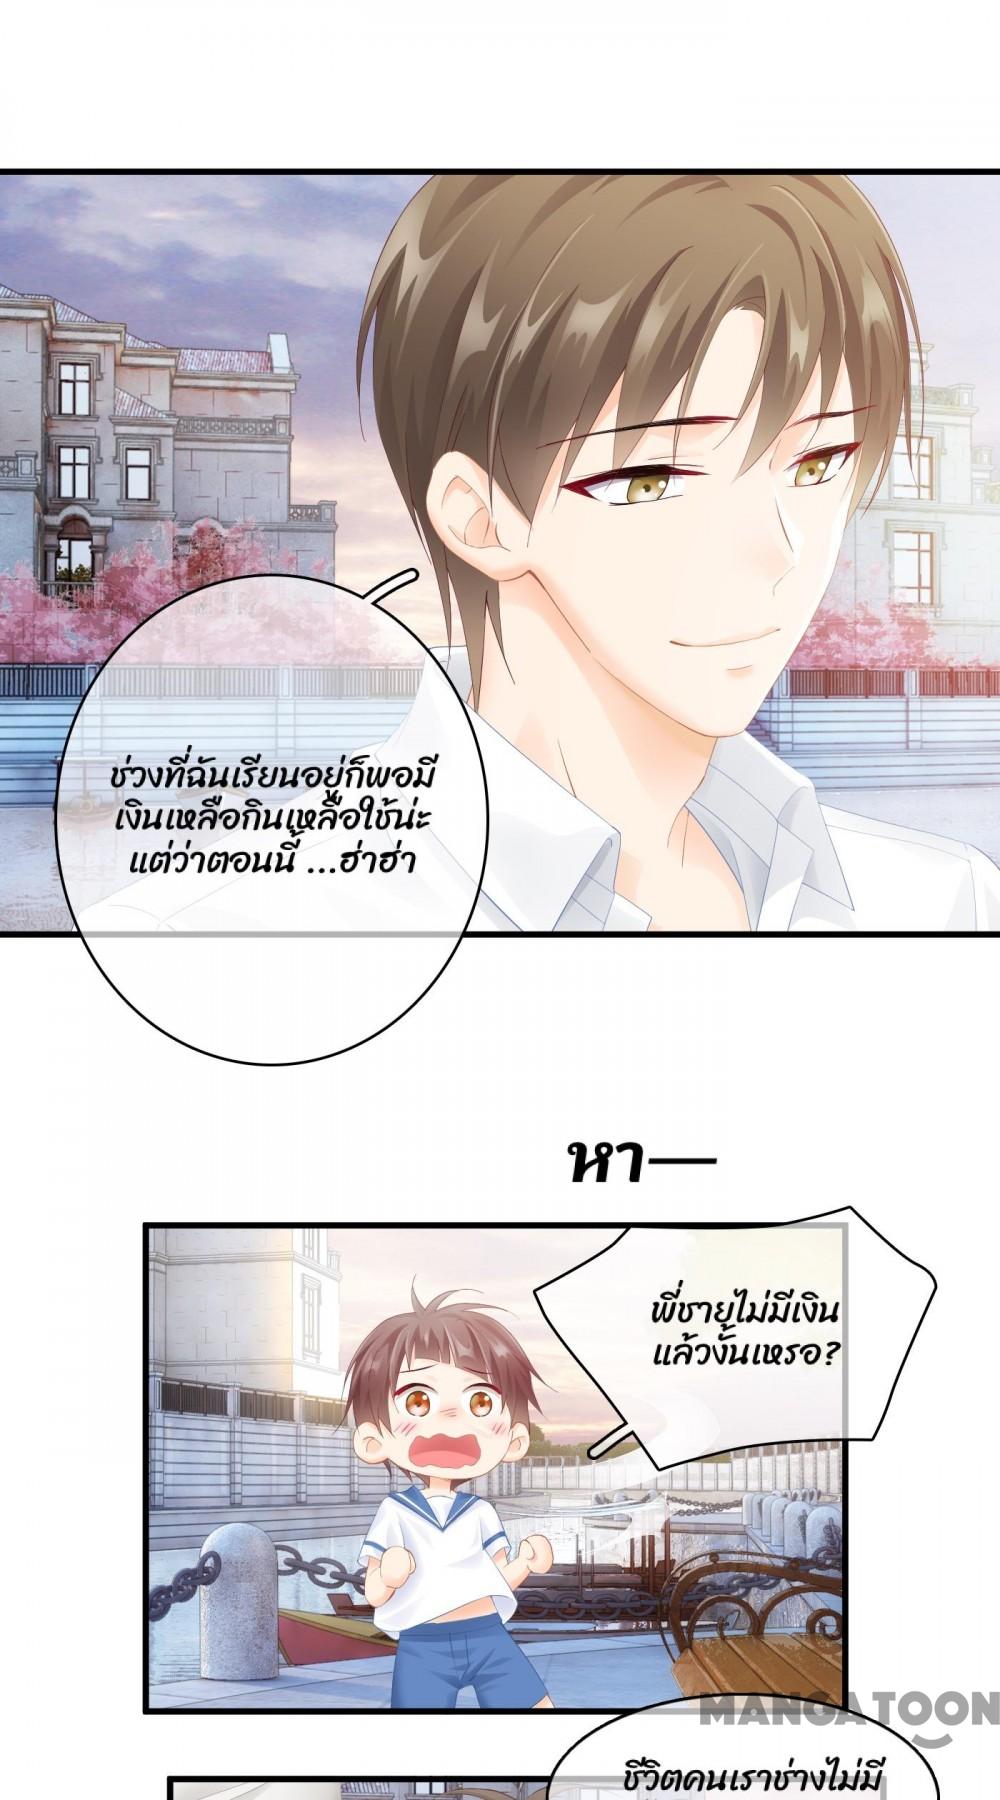 ช่วงที่ฉันเรียนอยู่ก็พอมี
เงินเหลือกินเหลือใช้น่ะ
แต่ว่าตอนนี้ ...ฮ่าฮ่า
หา—
พี่ชายไม่มีเงิน
แล้วงั้นเหรอ?
MANGATOON
ชีวิตคนเราช่างไม่มี